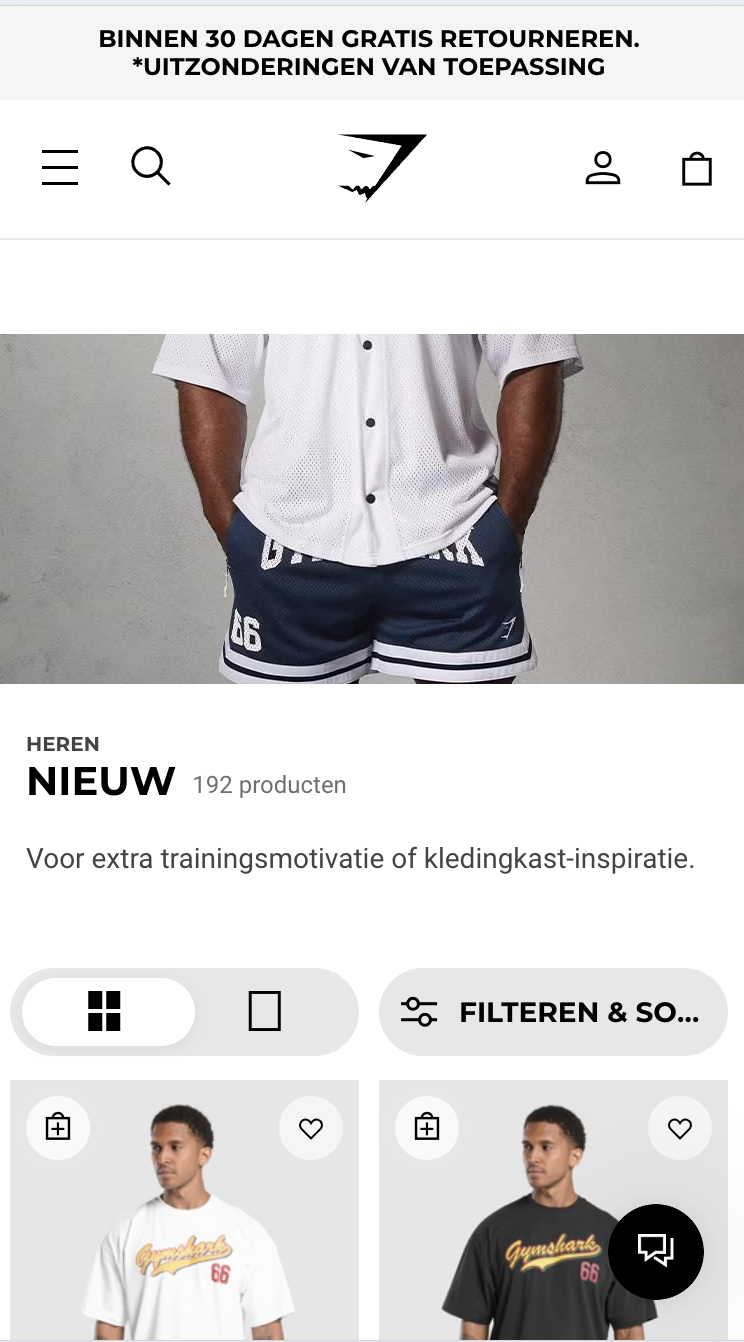 BINNEN 30 DAGEN GRATIS RETOURNEREN.
*UITZONDERINGEN VAN TOEPASSING
66
HEREN
NIEUW 192 producten
Voor extra trainingsmotivatie of kledingkast-inspiratie.
FILTEREN & SO...
Gymshark
66
Gymshark
66